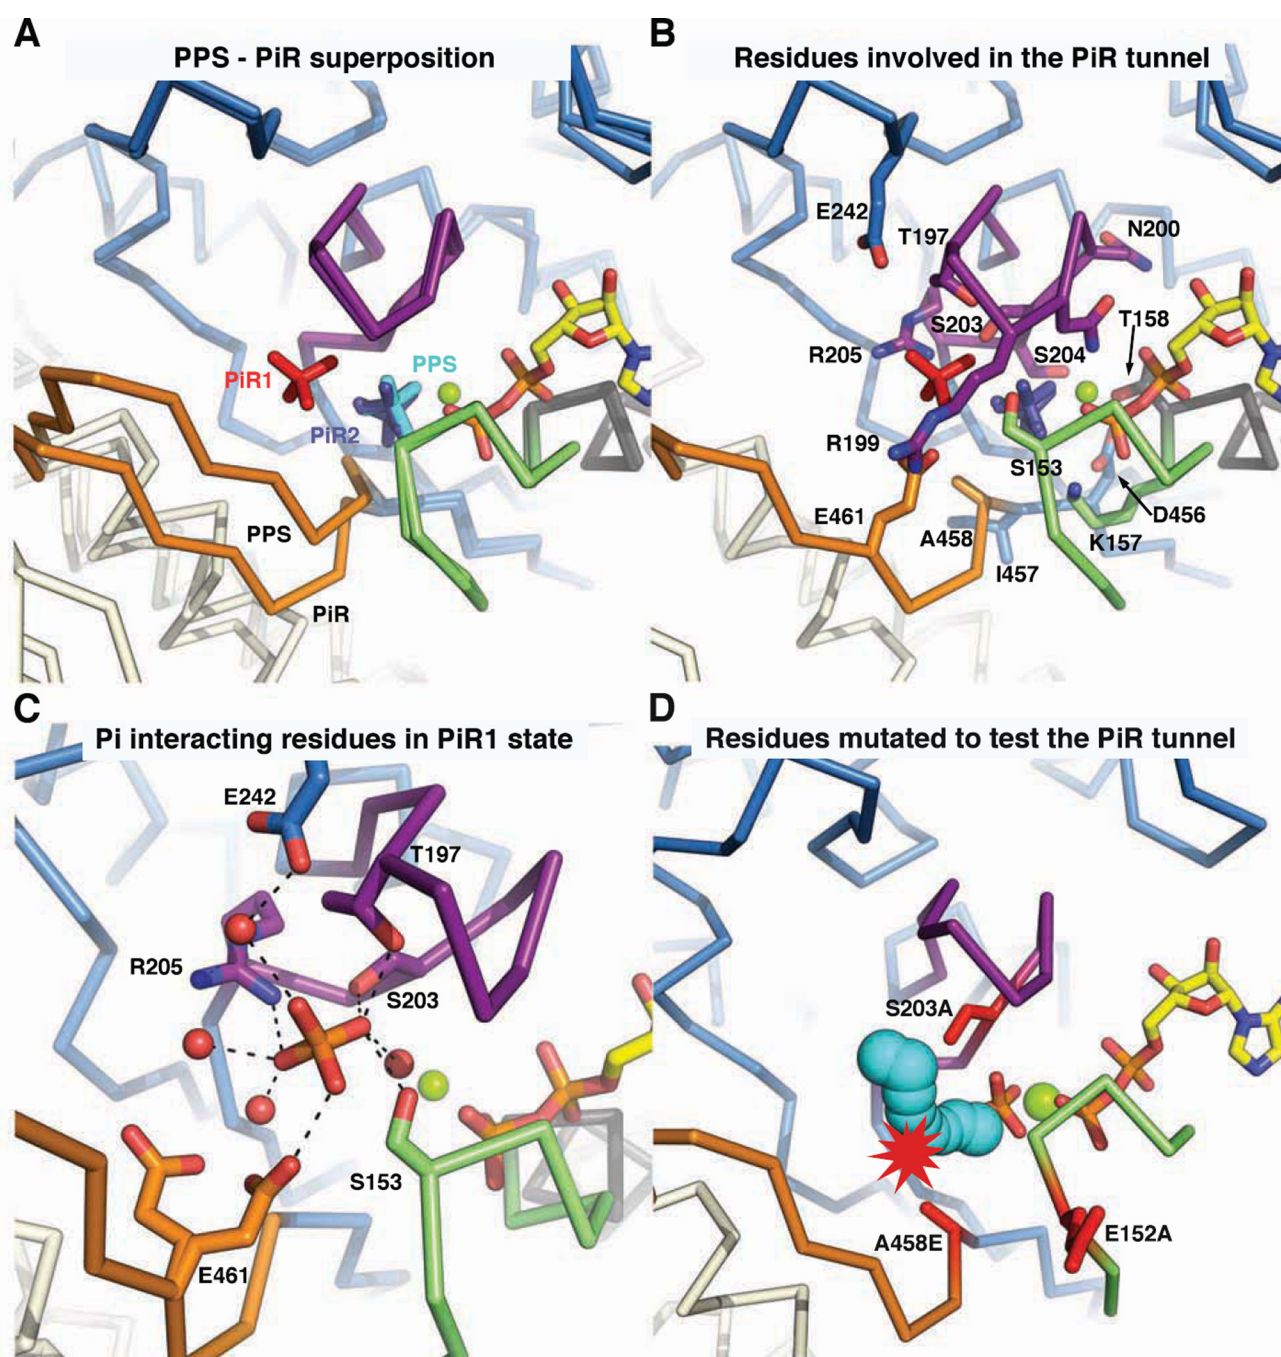 A
PPS - PiR superposition
PiR1
PPS
PiR2
PPS
PiR
B
Residues involved in the PiR tunnel
E242
T197
N200
S203
T158
R205
S204
R199
S153
E461
A458
D456
K157
I457
C
Pi interacting residues in PiR1 state
E242
T197
R205
S203
S153
E461
D
Residues mutated to test the PiR tunnel
S203A
A458E
E152A